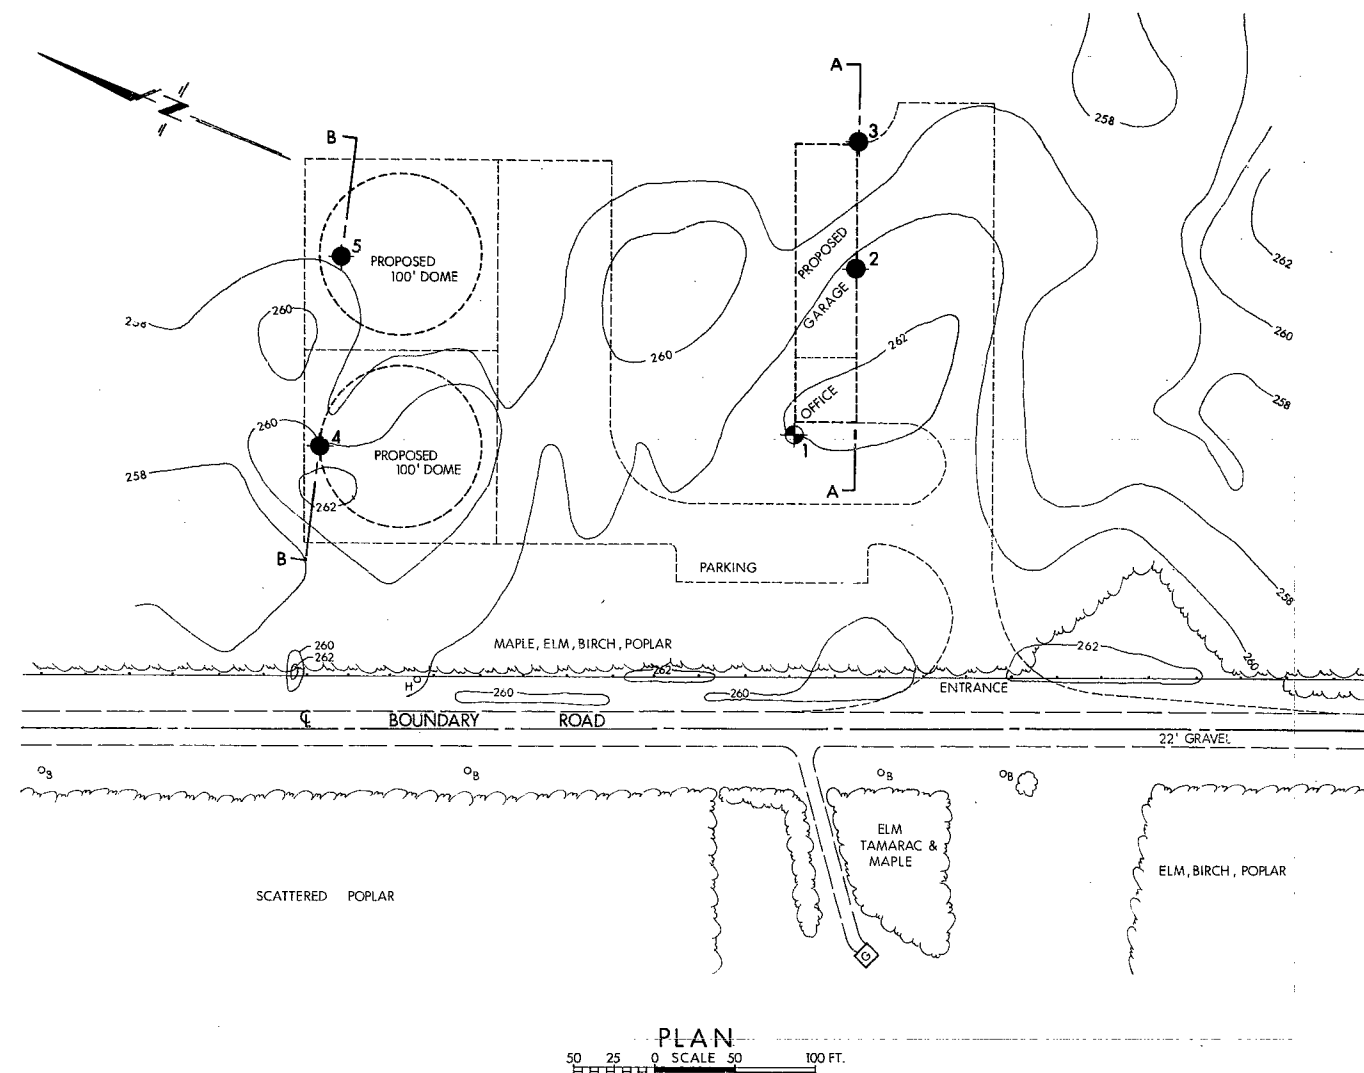 A
258
3
N
B
262
5
PROPOSED
100' DOME
PROPOSED
GARAGE
2
260
258
260
260
262
OFFICE
258
260
4
1
PROPOSED
100' DOME
258
262
A
B
PARKING
258
MAPLE, ELM, BIRCH, POPLAR
260
262
260
262
262
H
260
260
ENTRANCE
℄ BOUNDARY ROAD
22' GRAVEL
B
B
B
ELM
TAMARAC &
MAPLE
ELM, BIRCH, POPLAR
SCATTERED POPLAR
G
PLAN
50 25 0 SCALE 50 100 FT.